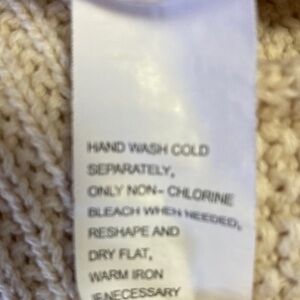 HAND WASH COLD
SEPARATELY,
ONLY NON- CHLORINE
BLEACH WHEN NEEDED,
RESHAPE AND
DRY FLAT,
WARM IRON
IF NECESSARY